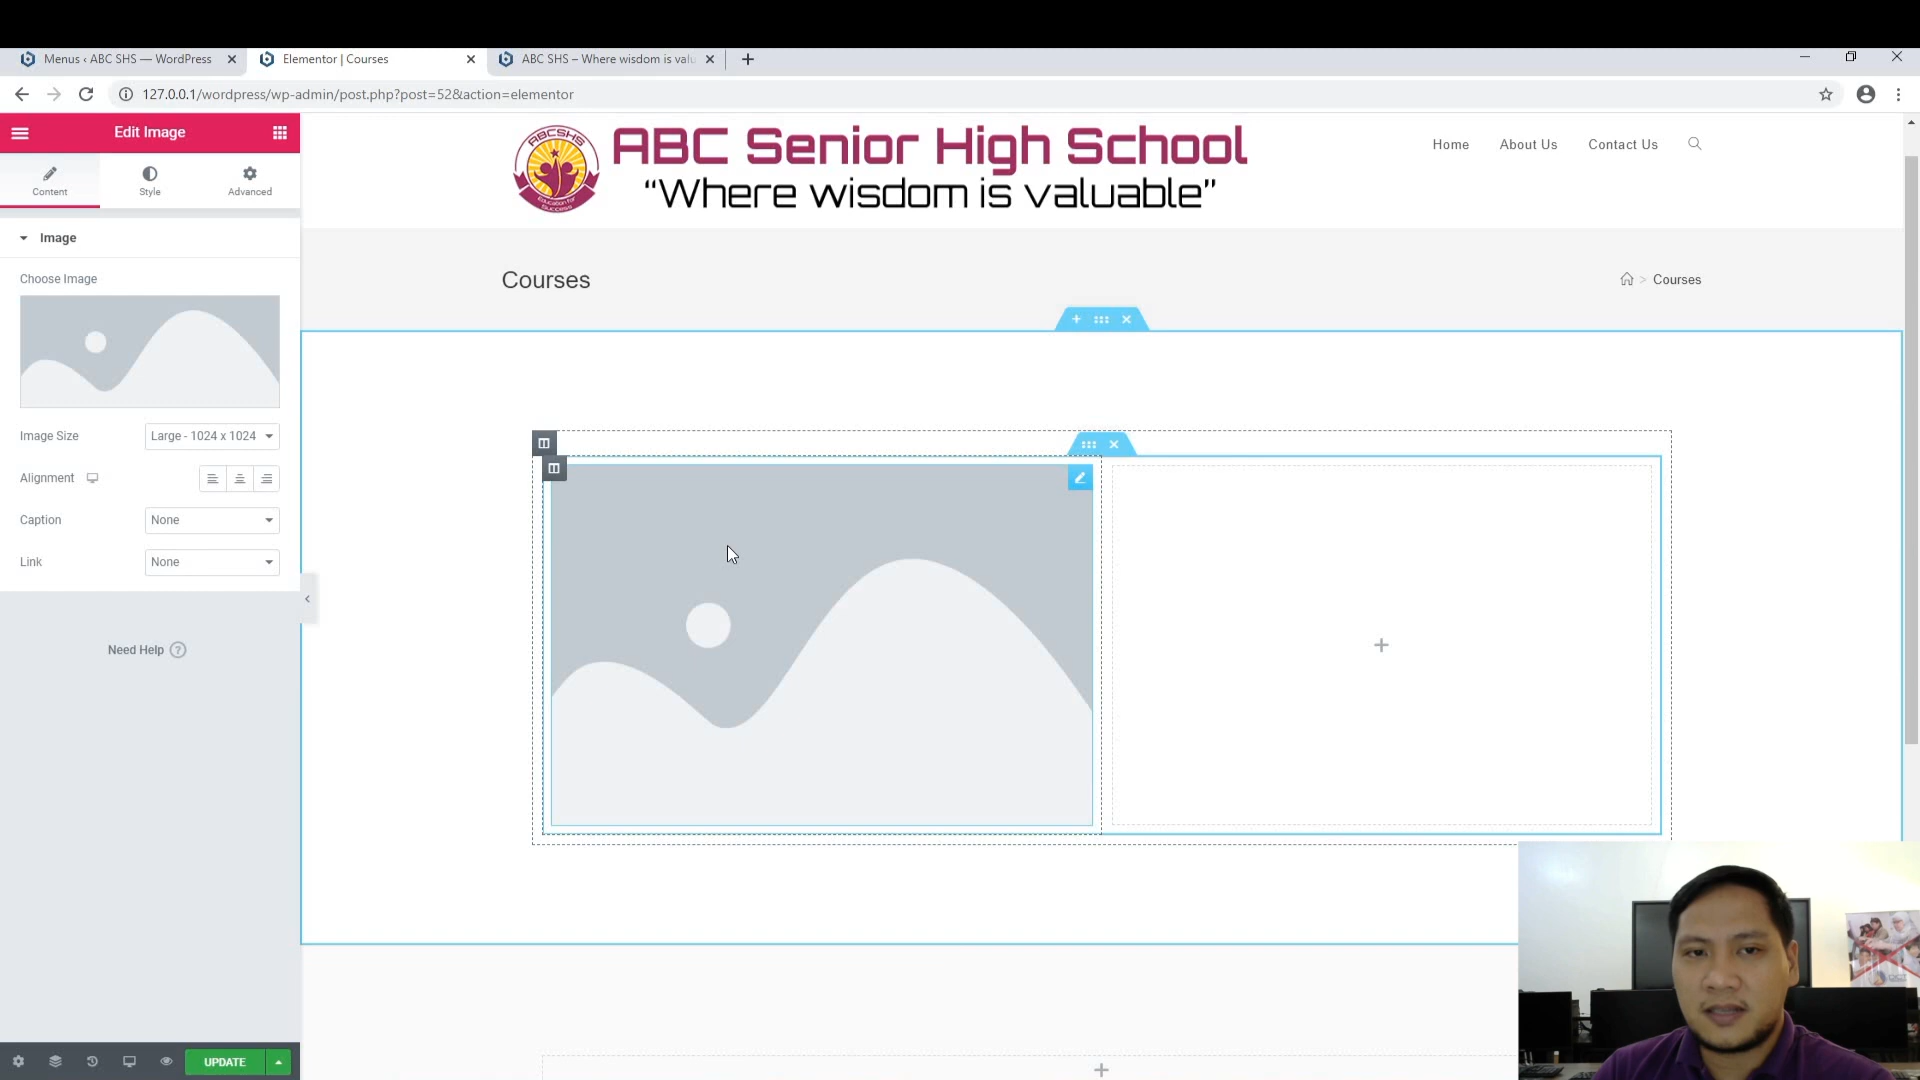 Menus ‹ ABC SHS — WordPress
Elementor | Courses
ABC SHS – Where wisdom is valu
127.0.0.1/wordpress/wp-admin/post.php?post=52&action=elementor
Edit Image
Content
Style
Advanced
Image
Choose Image
Image Size
Large - 1024 x 1024
Alignment
Caption
None
Link
None
Need Help ?
UPDATE
ABCSHS
Education for
Success
ABC Senior High School
“Where wisdom is valuable”
Home
About Us
Contact Us
Courses
> Courses